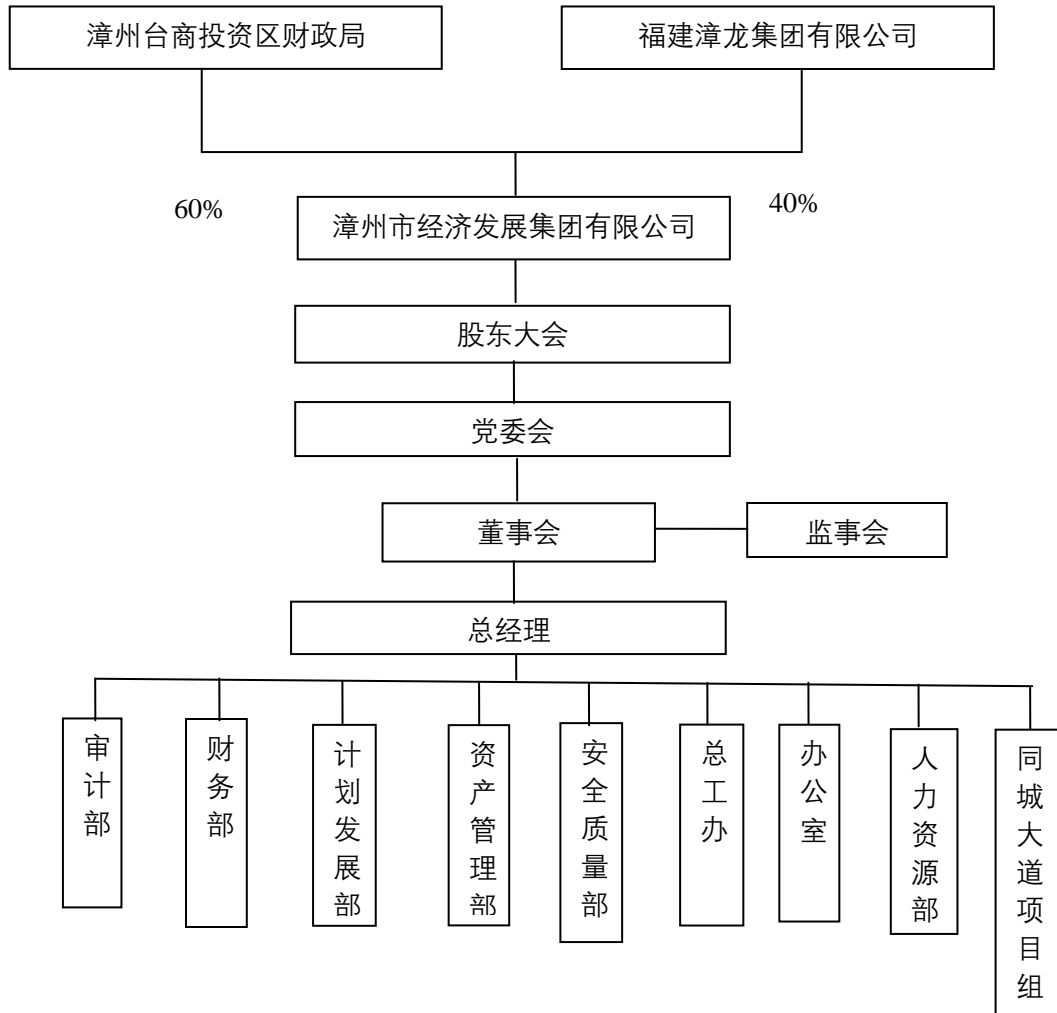 漳州台商投资区财政局
福建漳龙集团有限公司
60%
40%
漳州市经济发展集团有限公司
股东大会
党委会
董事会
监事会
总经理
审计部
财务部
计划发展部
资产管理部
安全质量部
总工办
办公室
人力资源部
同城大道项目组